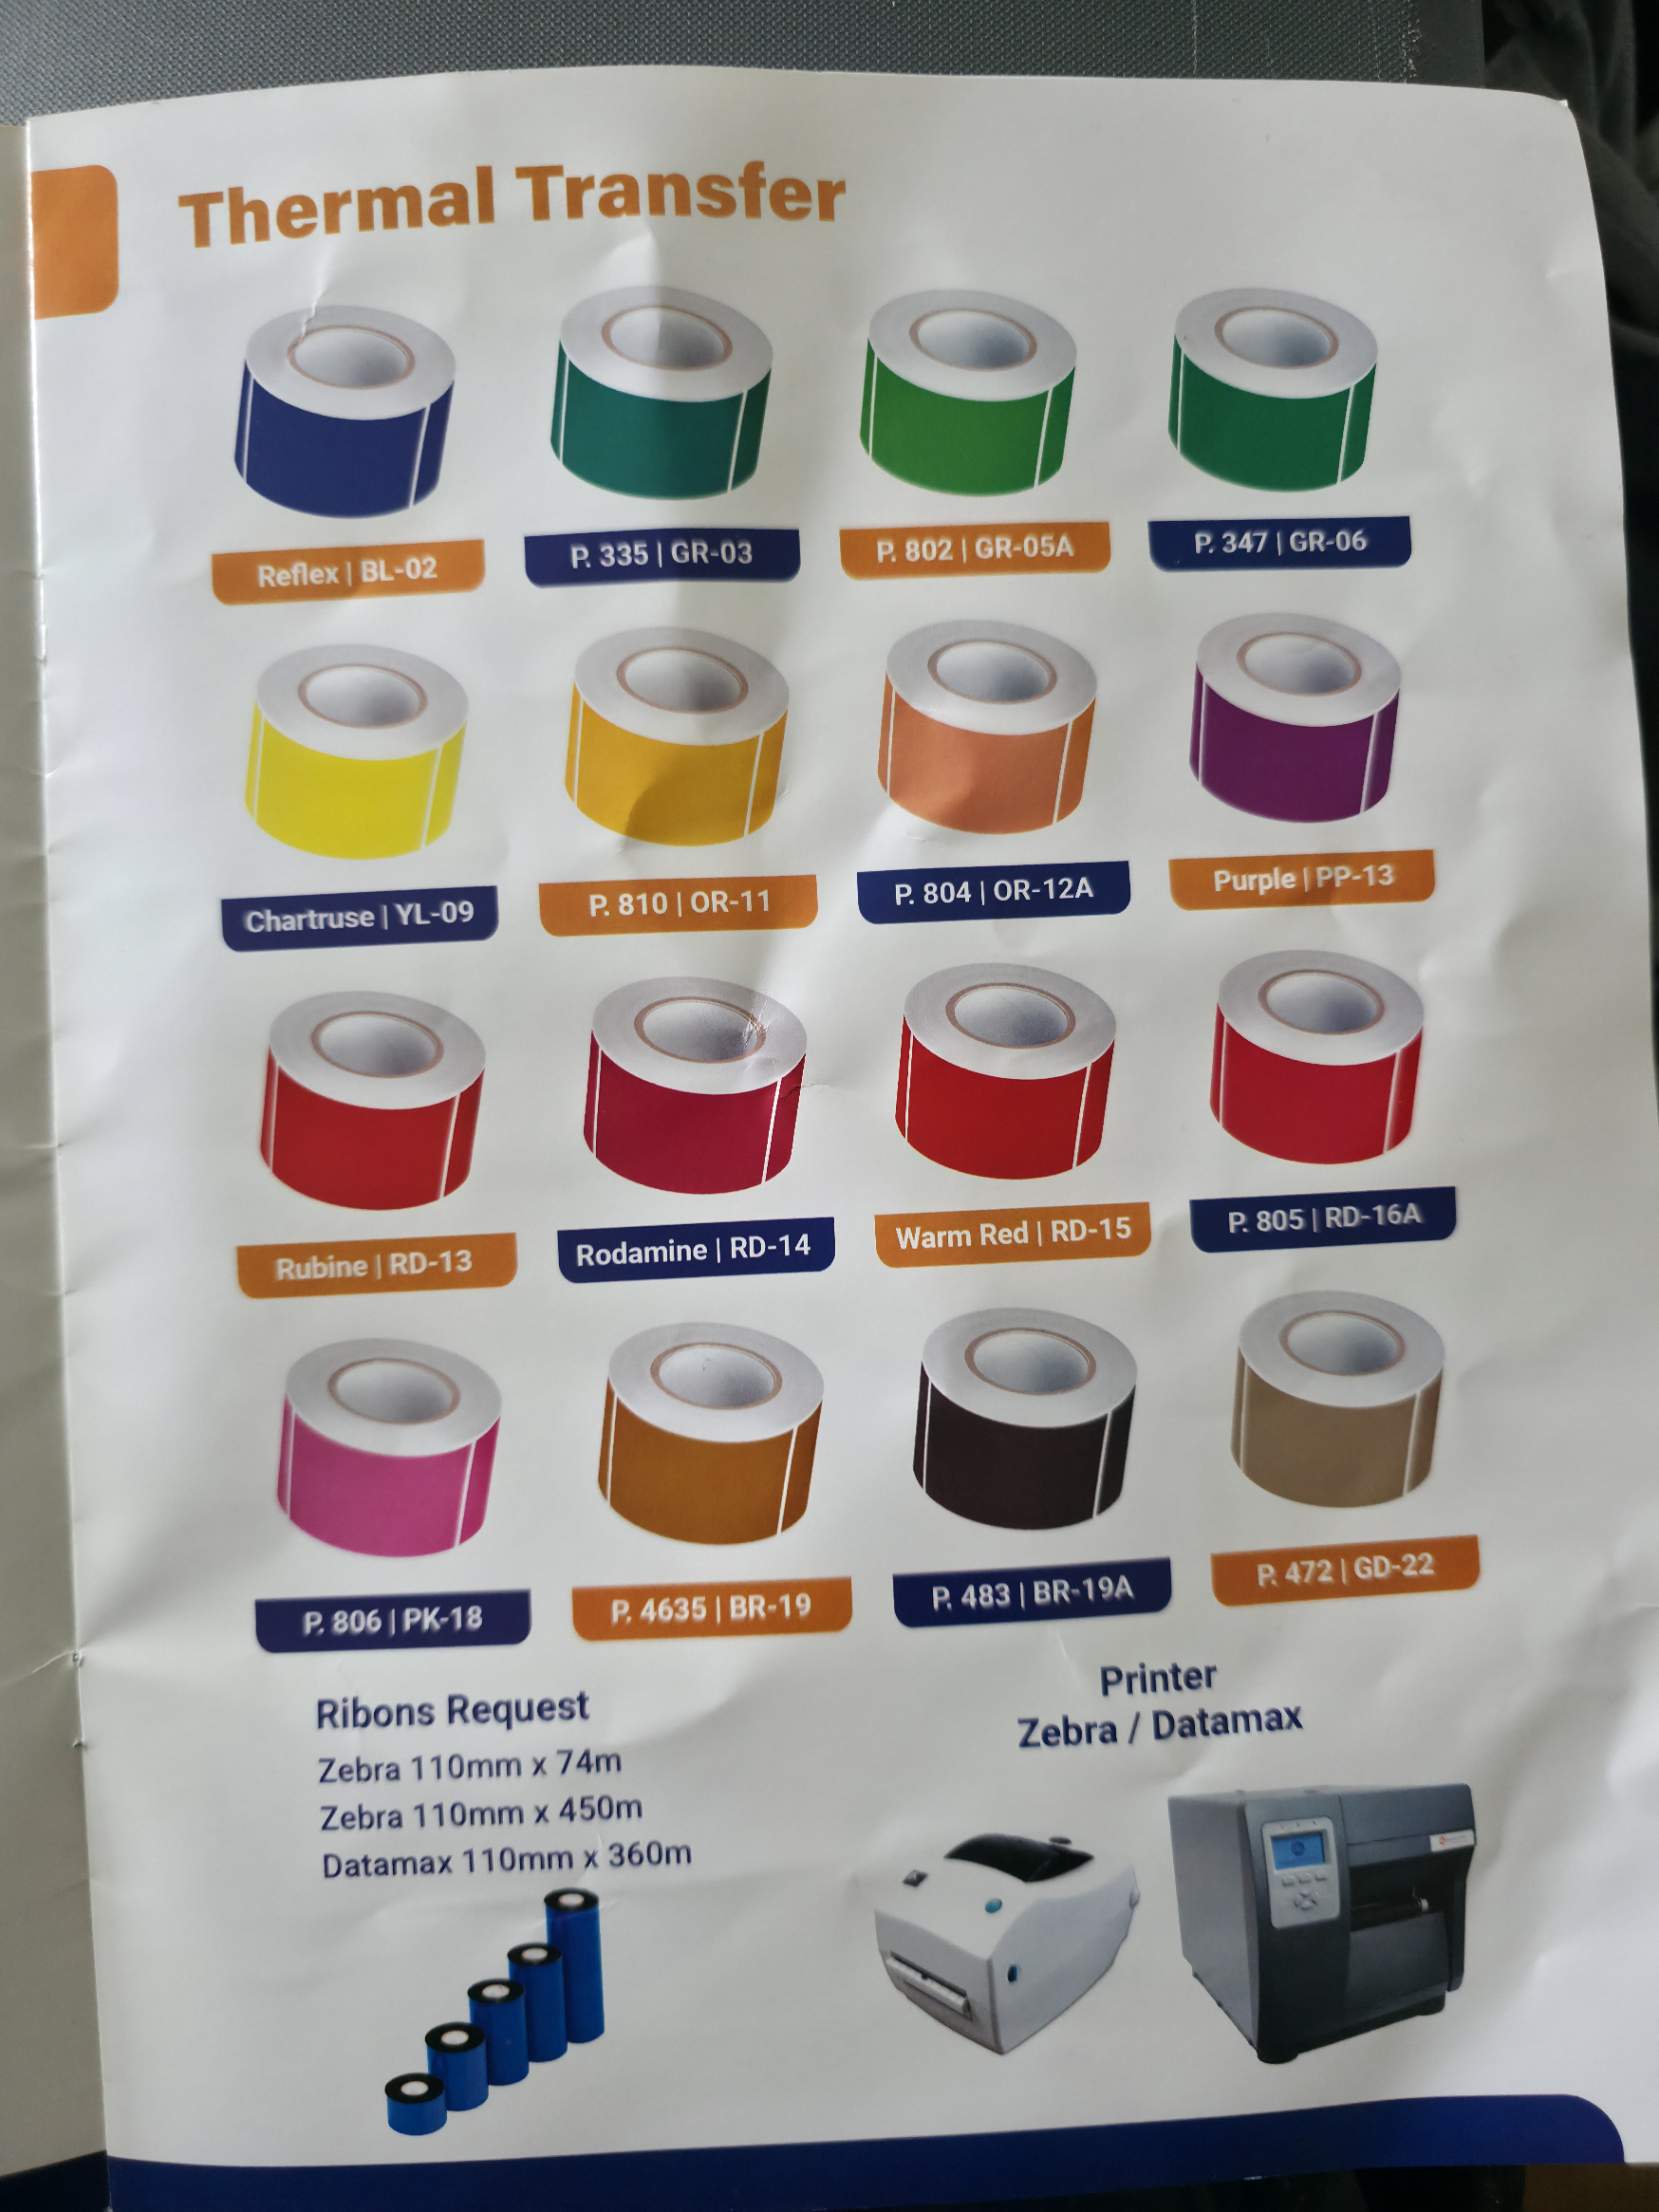 Thermal Transfer
Reflex | BL-02
P. 335 | GR-03
P. 802 | GR-05A
P. 347 | GR-06
Chartruse | YL-09
P. 810 | OR-11
P. 804 | OR-12A
Purple | PP-13
Rubine | RD-13
Rodamine | RD-14
Warm Red | RD-15
P. 805 | RD-16A
P. 806 | PK-18
P. 4635 | BR-19
P. 483 | BR-19A
P. 472 | GD-22
Ribons Request
Zebra 110mm x 74m
Zebra 110mm x 450m
Datamax 110mm x 360m
Printer
Zebra / Datamax